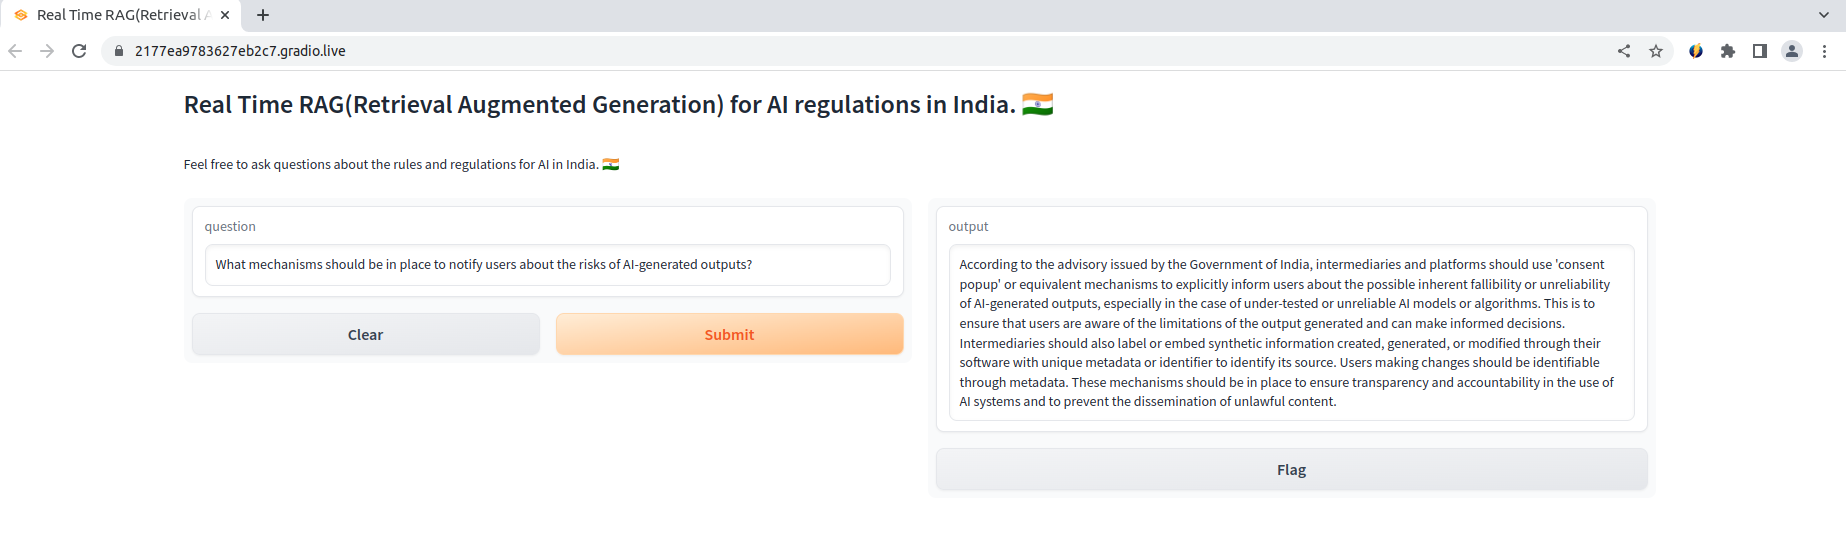 Real Time RAG(Retrieval A
2177ea9783627eb2c7.gradio.live
Real Time RAG(Retrieval Augmented Generation) for AI regulations in India. 🇮🇳
Feel free to ask questions about the rules and regulations for AI in India. 🇮🇳
question
What mechanisms should be in place to notify users about the risks of AI-generated outputs?
Clear
Submit
output
According to the advisory issued by the Government of India, intermediaries and platforms should use 'consent
popup' or equivalent mechanisms to explicitly inform users about the possible inherent fallibility or unreliability
of AI-generated outputs, especially in the case of under-tested or unreliable AI models or algorithms. This is to
ensure that users are aware of the limitations of the output generated and can make informed decisions.
Intermediaries should also label or embed synthetic information created, generated, or modified through their
software with unique metadata or identifier to identify its source. Users making changes should be identifiable
through metadata. These mechanisms should be in place to ensure transparency and accountability in the use of
AI systems and to prevent the dissemination of unlawful content.
Flag